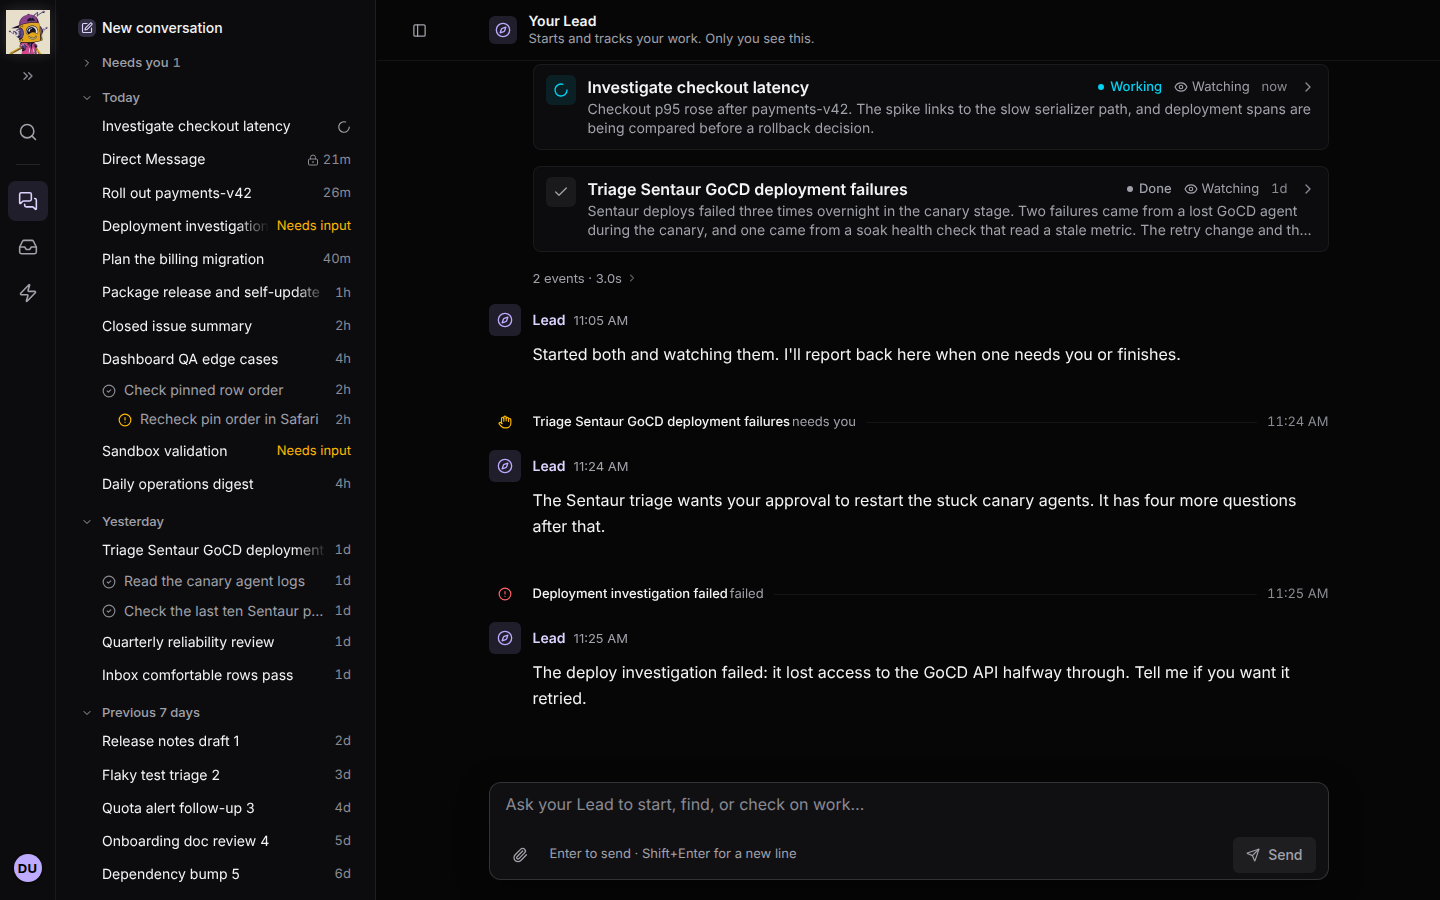 New conversation
Needs you 1
Today
Investigate checkout latency
Direct Message 21m
Roll out payments-v42 26m
Deployment investigation Needs input
Plan the billing migration 40m
Package release and self-update 1h
Closed issue summary 2h
Dashboard QA edge cases 4h
Check pinned row order 2h
Recheck pin order in Safari 2h
Sandbox validation Needs input
Daily operations digest 4h
Yesterday
Triage Sentaur GoCD deployment 1d
Read the canary agent logs 1d
Check the last ten Sentaur p... 1d
Quarterly reliability review 1d
Inbox comfortable rows pass 1d
Previous 7 days
Release notes draft 1 2d
Flaky test triage 2 3d
Quota alert follow-up 3 4d
Onboarding doc review 4 5d
Dependency bump 5 6d
DU
Your Lead
Starts and tracks your work. Only you see this.
Investigate checkout latency Working Watching now
Checkout p95 rose after payments-v42. The spike links to the slow serializer path, and deployment spans are
being compared before a rollback decision.
Triage Sentaur GoCD deployment failures Done Watching 1d
Sentaur deploys failed three times overnight in the canary stage. Two failures came from a lost GoCD agent
during the canary, and one came from a soak health check that read a stale metric. The retry change and th...
2 events · 3.0s
Lead 11:05 AM
Started both and watching them. I'll report back here when one needs you or finishes.
Triage Sentaur GoCD deployment failures needs you 11:24 AM
Lead 11:24 AM
The Sentaur triage wants your approval to restart the stuck canary agents. It has four more questions
after that.
Deployment investigation failed failed 11:25 AM
Lead 11:25 AM
The deploy investigation failed: it lost access to the GoCD API halfway through. Tell me if you want it
retried.
Ask your Lead to start, find, or check on work...
Enter to send · Shift+Enter for a new line
Send